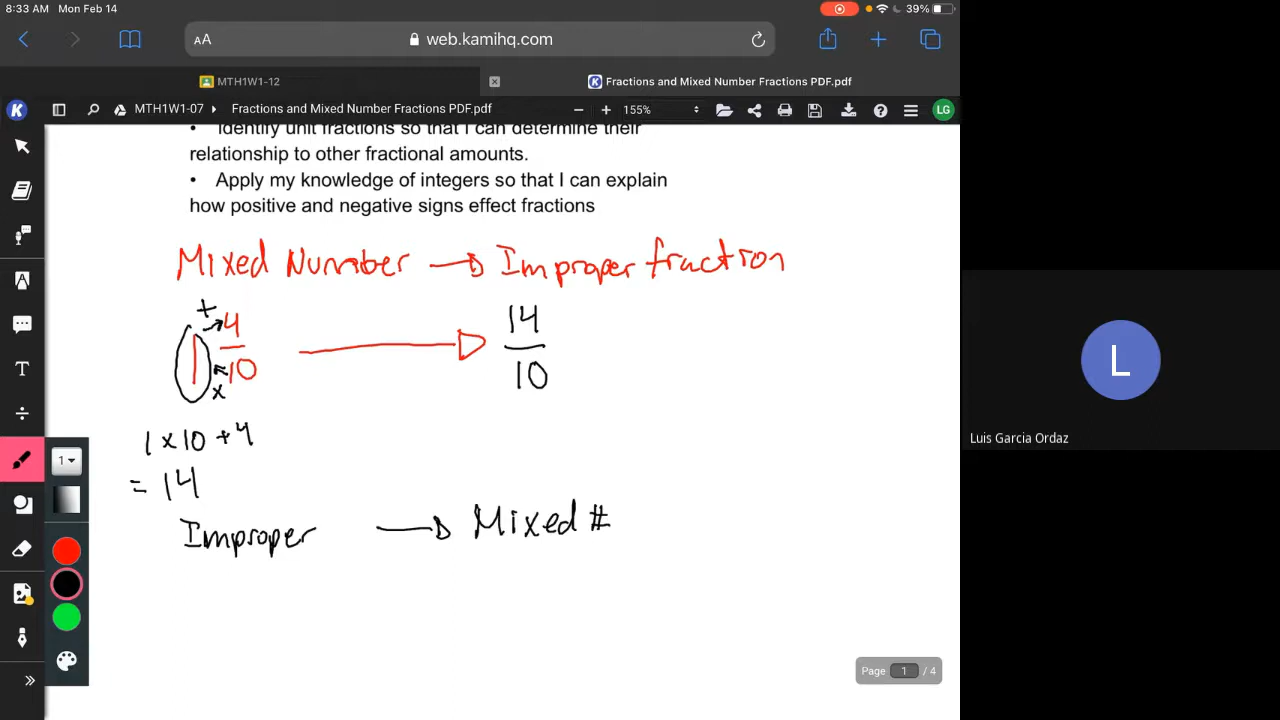 8:33 AM Mon Feb 14
39%
AA
web.kamihq.com
MTH1W1-12
Fractions and Mixed Number Fractions PDF.pdf
MTH1W1-07
Fractions and Mixed Number Fractions PDF.pdf
155%
LG
• Identify unit fractions so that I can determine their
relationship to other fractional amounts.
• Apply my knowledge of integers so that I can explain
how positive and negative signs effect fractions
Mixed Number → Improper fraction
+
1 4/10 → 14/10
x
1 x 10 + 4
= 14
Improper → Mixed #
1
T
Page 1 / 4
L
Luis Garcia Ordaz